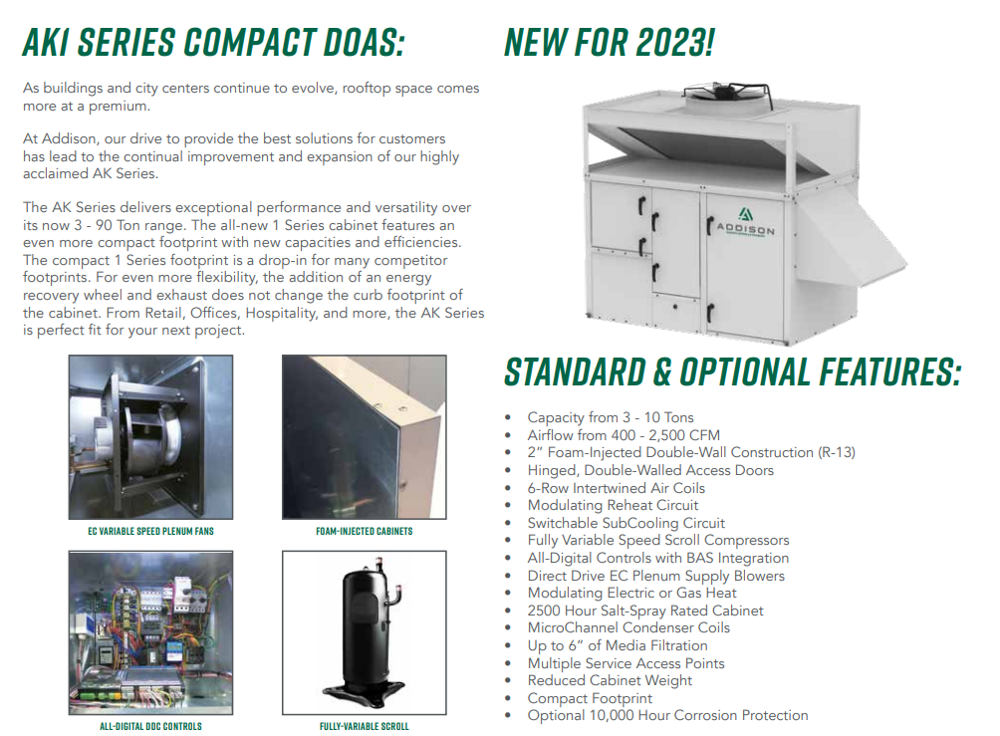 AK1 SERIES COMPACT DOAS:
As buildings and city centers continue to evolve, rooftop space comes
more at a premium.
At Addison, our drive to provide the best solutions for customers
has lead to the continual improvement and expansion of our highly
acclaimed AK Series.
The AK Series delivers exceptional performance and versatility over
its now 3 - 90 Ton range. The all-new 1 Series cabinet features an
even more compact footprint with new capacities and efficiencies.
The compact 1 Series footprint is a drop-in for many competitor
footprints. For even more flexibility, the addition of an energy
recovery wheel and exhaust does not change the curb footprint of
the cabinet. From Retail, Offices, Hospitality, and more, the AK Series
is perfect fit for your next project.
EC VARIABLE SPEED PLENUM FANS
FOAM-INJECTED CABINETS
ALL-DIGITAL DDC CONTROLS
FULLY-VARIABLE SCROLL
NEW FOR 2023!
ADDISON
STANDARD & OPTIONAL FEATURES:
• Capacity from 3 - 10 Tons
• Airflow from 400 - 2,500 CFM
• 2” Foam-Injected Double-Wall Construction (R-13)
• Hinged, Double-Walled Access Doors
• 6-Row Intertwined Air Coils
• Modulating Reheat Circuit
• Switchable SubCooling Circuit
• Fully Variable Speed Scroll Compressors
• All-Digital Controls with BAS Integration
• Direct Drive EC Plenum Supply Blowers
• Modulating Electric or Gas Heat
• 2500 Hour Salt-Spray Rated Cabinet
• MicroChannel Condenser Coils
• Up to 6” of Media Filtration
• Multiple Service Access Points
• Reduced Cabinet Weight
• Compact Footprint
• Optional 10,000 Hour Corrosion Protection